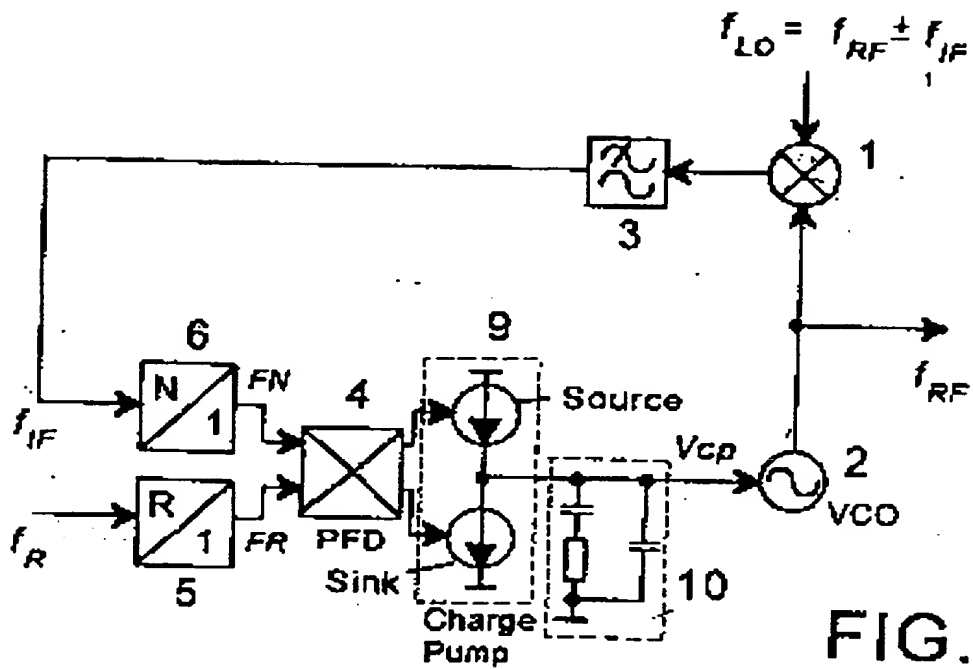 f_LO = f_RF ± f_IF
1
3
6
N
1
FN
f_IF
4
PFD
9
Source
Sink
Charge
Pump
Vcp
2
VCO
f_RF
R
1
FR
f_R
5
10
FIG.